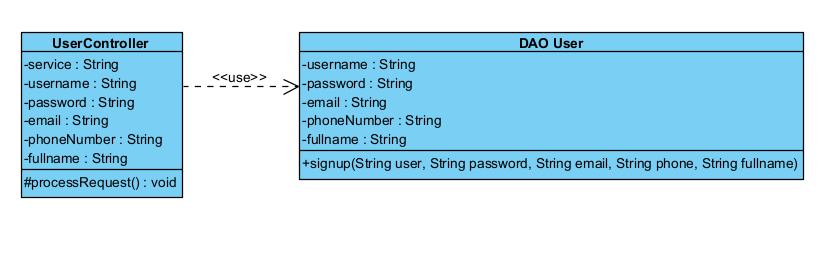 UserController
-service : String
-username : String
-password : String
-email : String
-phoneNumber : String
-fullname : String
#processRequest() : void
<<use>>
DAO User
-username : String
-password : String
-email : String
-phoneNumber : String
-fullname : String
+signup(String user, String password, String email, String phone, String fullname)